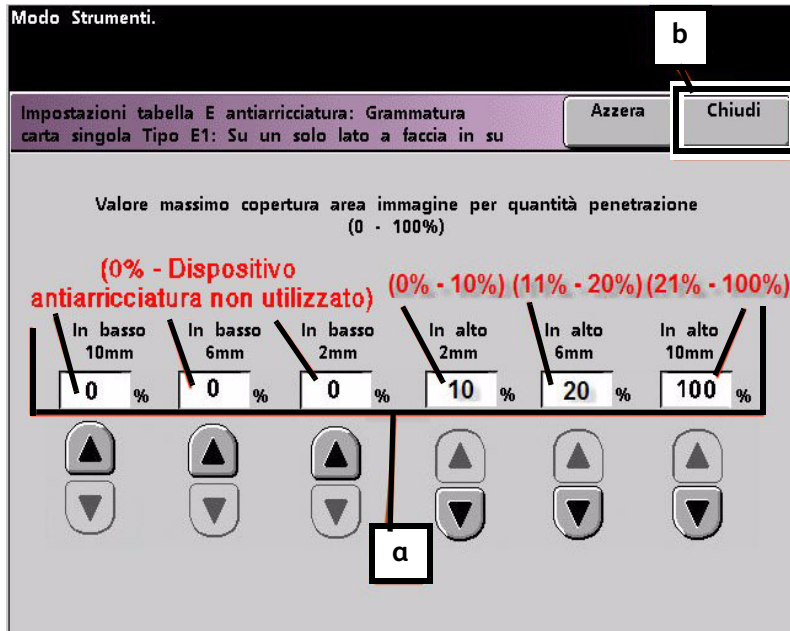 Modo Strumenti.
b
Impostazioni tabella E antiarricciatura: Grammatura
carta singola Tipo E1: Su un solo lato a faccia in su
Azzera
Chiudi
Valore massimo copertura area immagine per quantità penetrazione
(0 - 100%)
(0% - Dispositivo
antiarricciatura non utilizzato)
(0% - 10%) (11% - 20%) (21% - 100%)
In basso In basso In basso In alto In alto In alto
10mm 6mm 2mm 2mm 6mm 10mm
0 % 0 % 0 % 10 % 20 % 100 %
a